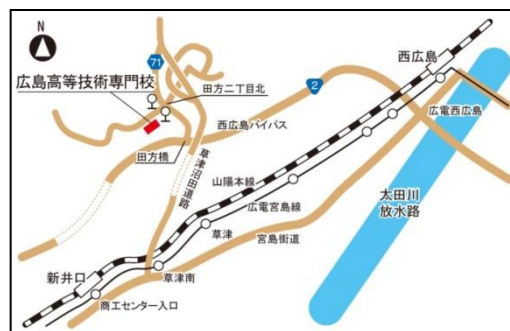 N
71
広島高等技術専門校
田方二丁目北
西広島
2
西広島バイパス
広電西広島
田方橋
草津沼田道路
山陽本線
広電宮島線
太田川
放水路
草津
宮島街道
新井口
草津南
商工センター入口